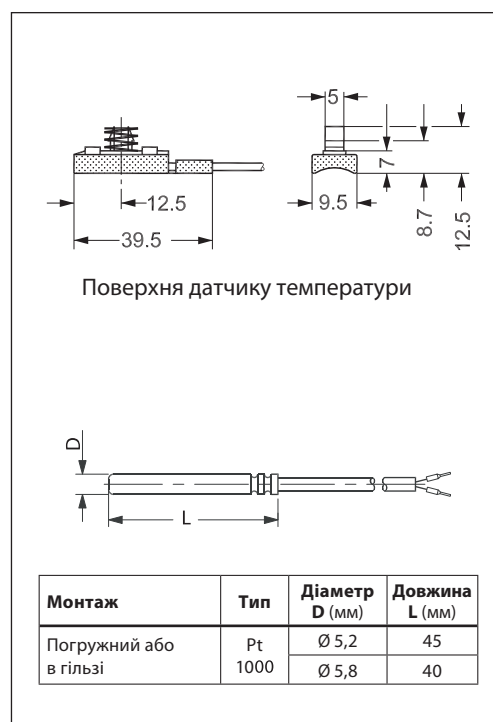 5
12.5
39.5
9.5
7
8.7
12.5
Поверхня датчику температури
D
L
Монтаж Тип Діаметр D (мм) Довжина L (мм)
Погружний або в гільзі Pt 1000 Ø 5,2 45
Ø 5,8 40